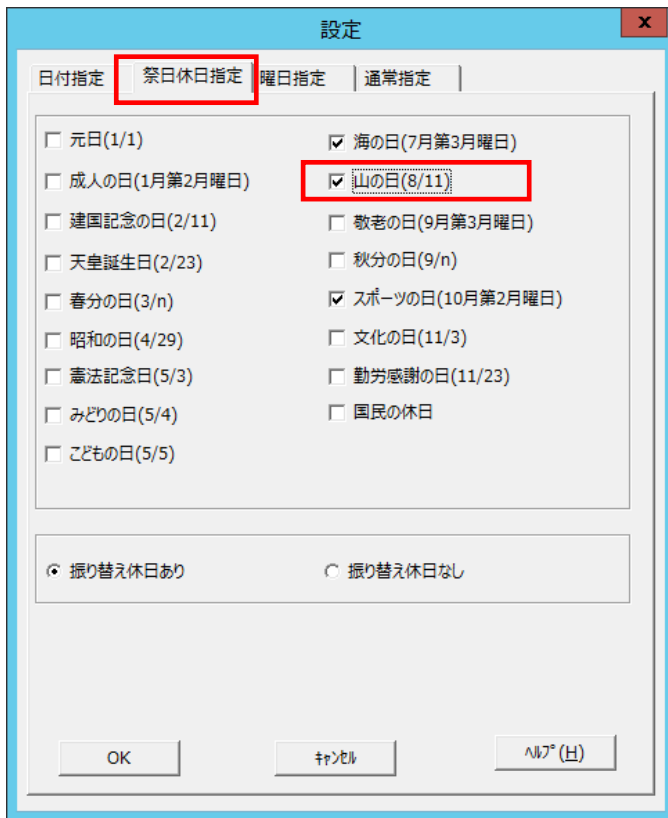 設定
x
日付指定
祭日休日指定
曜日指定
通常指定
元日(1/1)
成人の日(1月第2月曜日)
建国記念の日(2/11)
天皇誕生日(2/23)
春分の日(3/n)
昭和の日(4/29)
憲法記念日(5/3)
みどりの日(5/4)
こどもの日(5/5)
海の日(7月第3月曜日)
山の日(8/11)
敬老の日(9月第3月曜日)
秋分の日(9/n)
スポーツの日(10月第2月曜日)
文化の日(11/3)
勤労感謝の日(11/23)
国民の休日
振り替え休日あり
振り替え休日なし
OK
ｷｬﾝｾﾙ
ﾍﾙﾌﾟ(H)